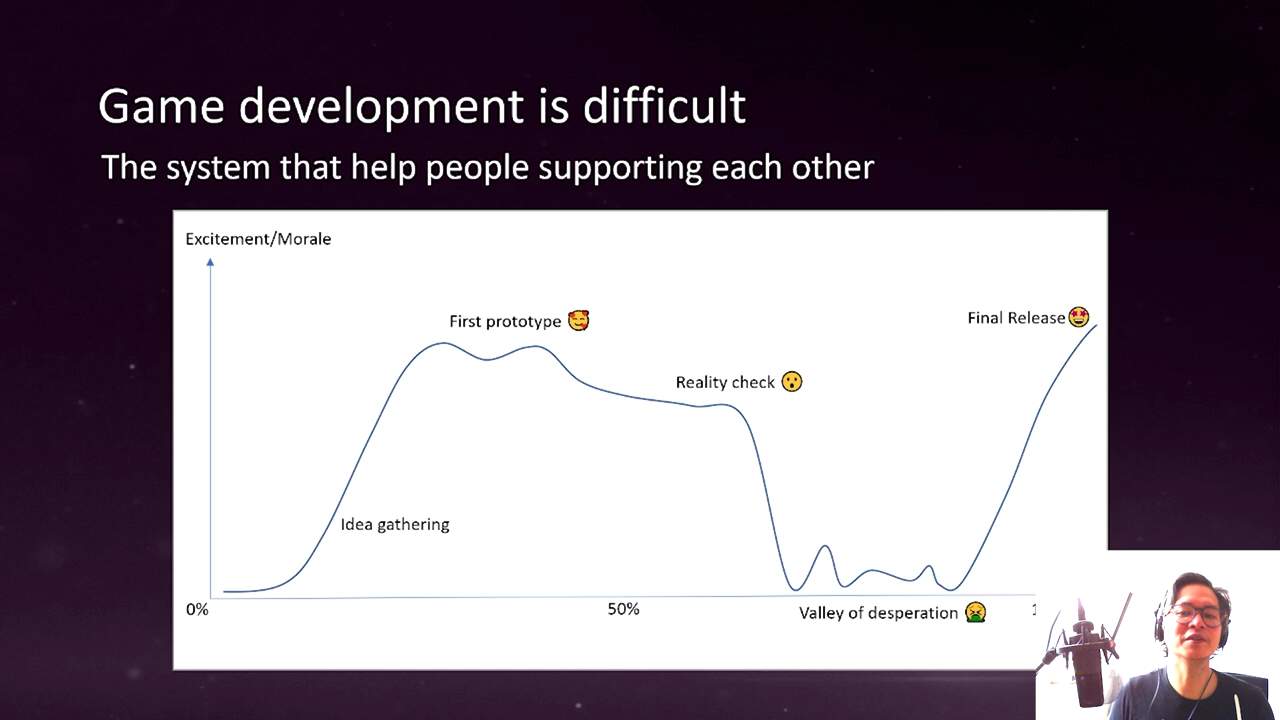 Game development is difficult
The system that help people supporting each other
Excitement/Morale
First prototype 🥰
Final Release 🤩
Reality check 😮
Idea gathering
0%
50%
Valley of desperation 🤮